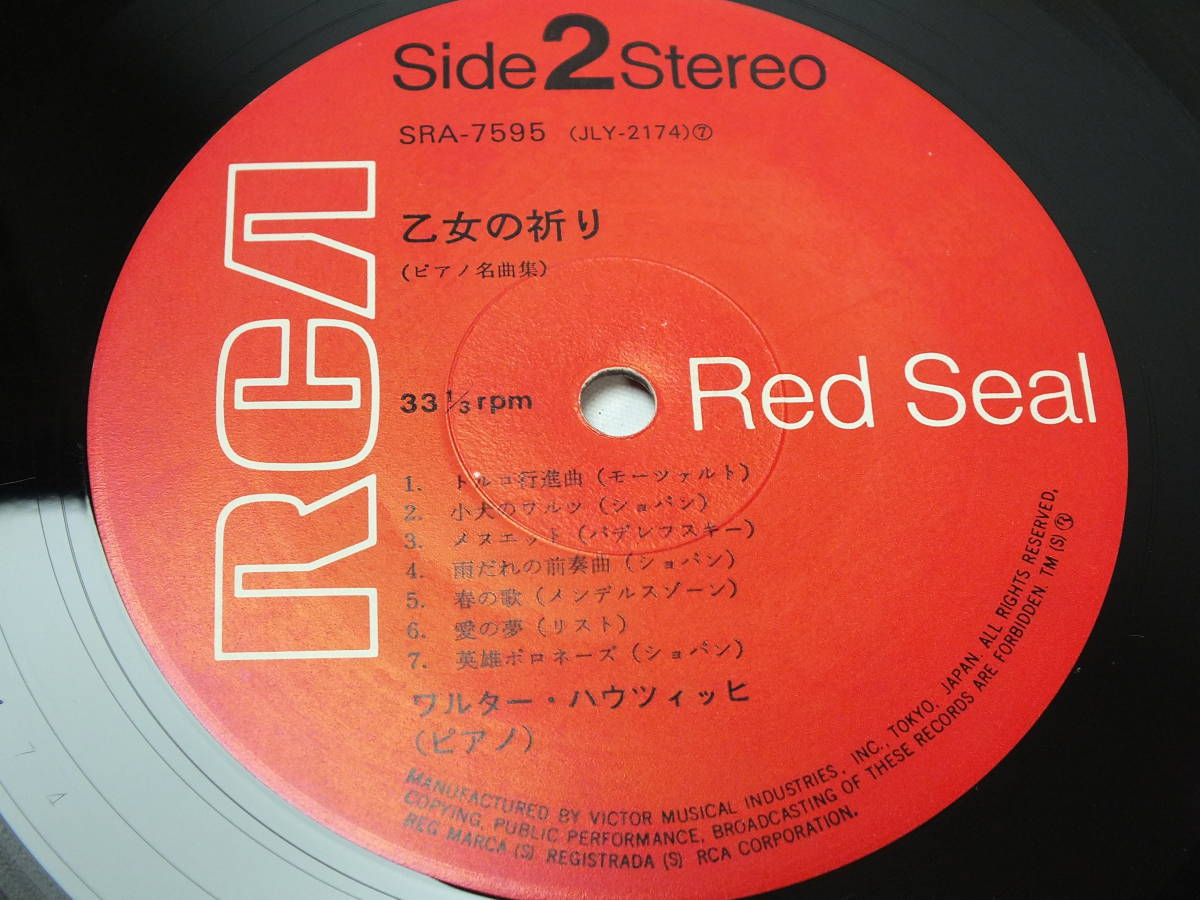 Side 2 Stereo
SRA-7595 (JLY-2174)⑦
RCA
乙女の祈り
(ピアノ名曲集)
33 1/3 rpm
Red Seal
1. トルコ行進曲 (モーツァルト)
2. 小犬のワルツ (ショパン)
3. メヌエット (パデレフスキー)
4. 雨だれの前奏曲 (ショパン)
5. 春の歌 (メンデルスゾーン)
6. 愛の夢 (リスト)
7. 英雄ポロネーズ (ショパン)
ワルター・ハウツィッヒ
(ピアノ)
MANUFACTURED BY VICTOR MUSICAL INDUSTRIES, INC., TOKYO, JAPAN. ALL RIGHTS RESERVED,
COPYING, PUBLIC PERFORMANCE, BROADCASTING OF THESE RECORDS ARE FORBIDDEN. TM (S) Ⓡ
REG MARCA (S) REGISTRADA (S) RCA CORPORATION.